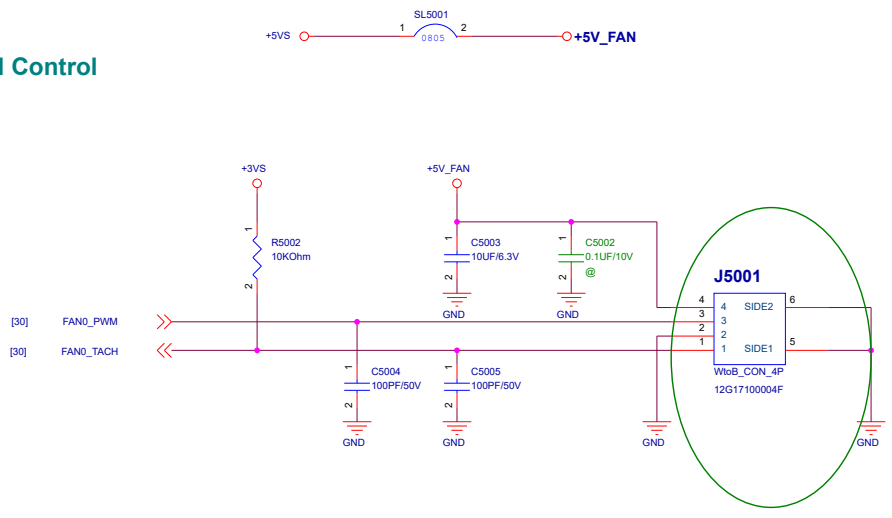 SL5001
+5VS
1
2
0805
+5V_FAN
Control
+3VS
+5V_FAN
1
R5002
10KOhm
2
1
C5003
10UF/6.3V
2
GND
1
C5002
0.1UF/10V
@
2
GND
J5001
4
4
SIDE2
6
3
3
2
2
1
1
SIDE1
5
WtoB_CON_4P
12G17100004F
[30]
FAN0_PWM
[30]
FAN0_TACH
1
C5004
100PF/50V
2
GND
1
C5005
100PF/50V
2
GND
GND
GND